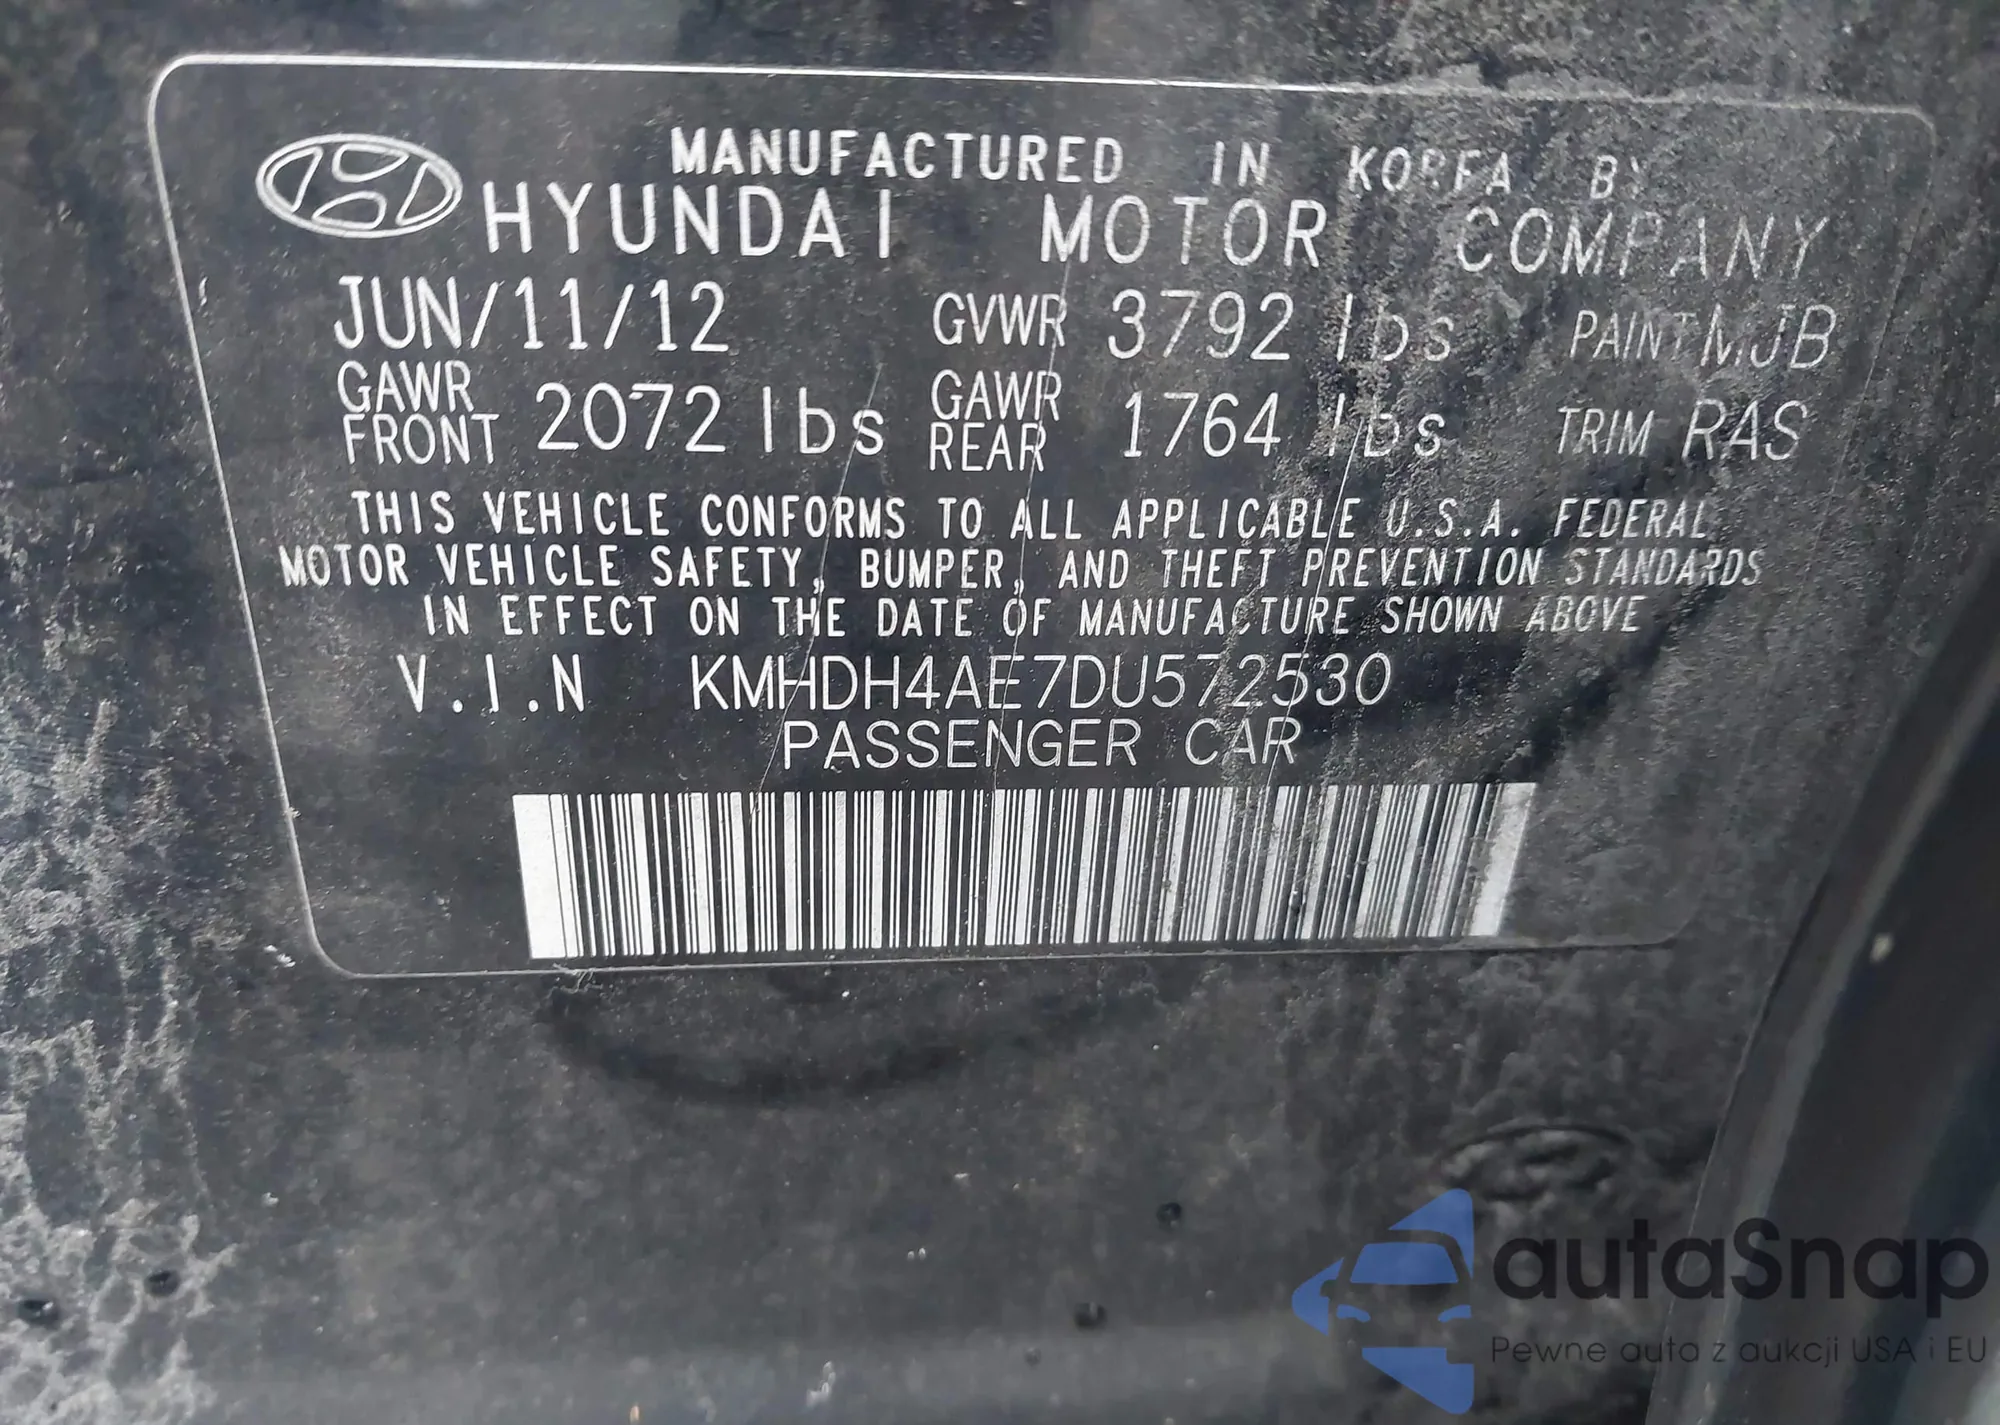 MANUFACTURED IN KOREA BY
HYUNDAI MOTOR COMPANY
JUN/11/12 GVWR 3792 lbs PAINT MJB
GAWR FRONT 2072 lbs GAWR REAR 1764 lbs TRIM RAS
THIS VEHICLE CONFORMS TO ALL APPLICABLE U.S.A. FEDERAL
MOTOR VEHICLE SAFETY, BUMPER, AND THEFT PREVENTION STANDARDS
IN EFFECT ON THE DATE OF MANUFACTURE SHOWN ABOVE
V.I.N KMHDH4AE7DU572530
PASSENGER CAR
autaSnap
Pewne auta z aukcji USA i EU